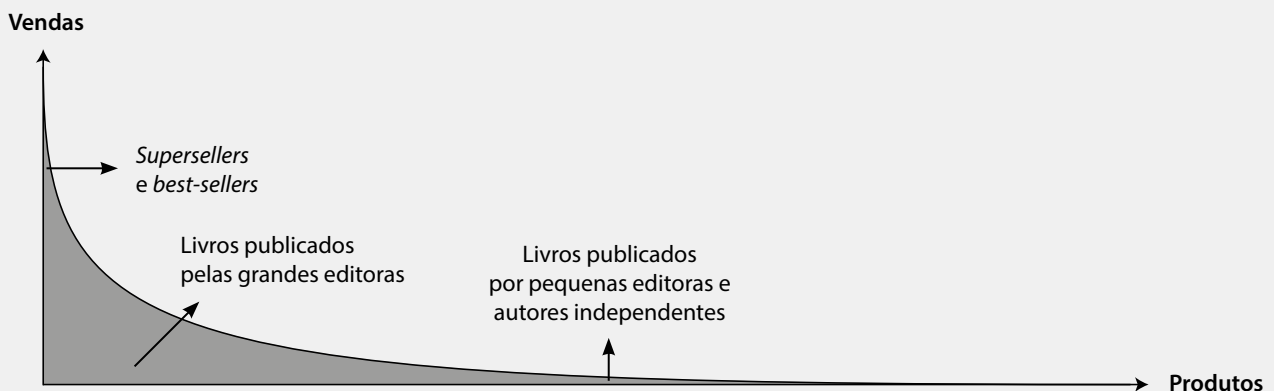 Vendas
Supersellers
e best-sellers
Livros publicados
pelas grandes editoras
Livros publicados
por pequenas editoras e
autores independentes
Produtos